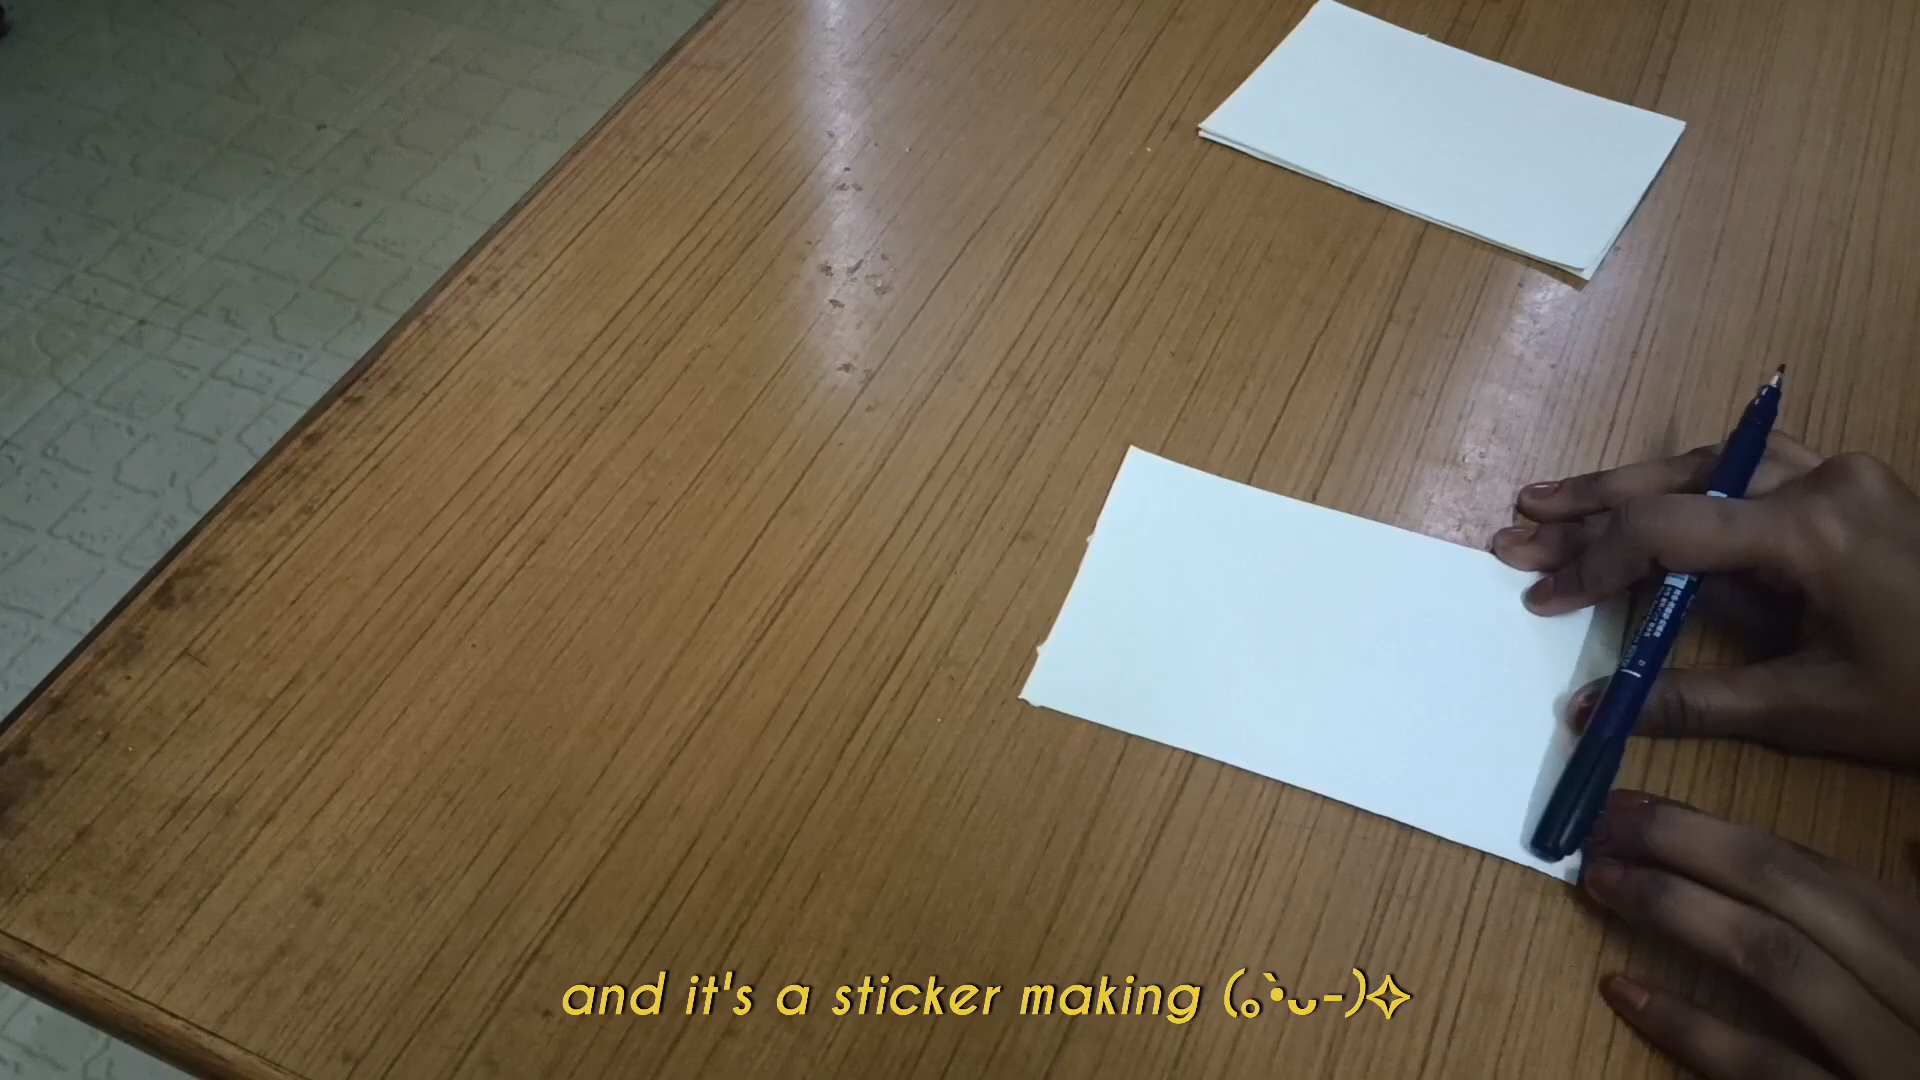 and it's a sticker making (｡•̀ᴗ-)✧